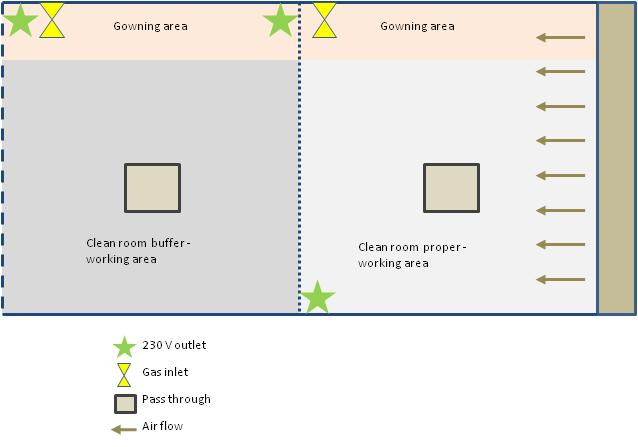 Gowning area
Gowning area
Clean room buffer -
working area
Clean room proper -
working area
230 V outlet
Gas inlet
Pass through
Air flow